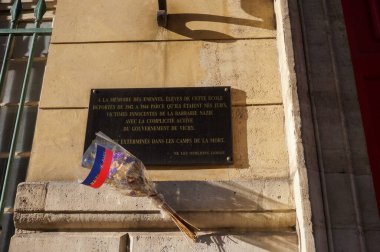 A LA MÉMOIRE DES ENFANTS, ÉLÈVES DE CETTE ÉCOLE
DÉPORTÉS DE 1942 À 1944 PARCE QU'ILS ÉTAIENT NÉS JUIFS,
VICTIMES INNOCENTES DE LA BARBARIE NAZIE
AVEC LA COMPLICITÉ ACTIVE
DU GOUVERNEMENT DE VICHY.
EXTERMINÉS DANS LES CAMPS DE LA MORT.
NE LES OUBLIONS JAMAIS